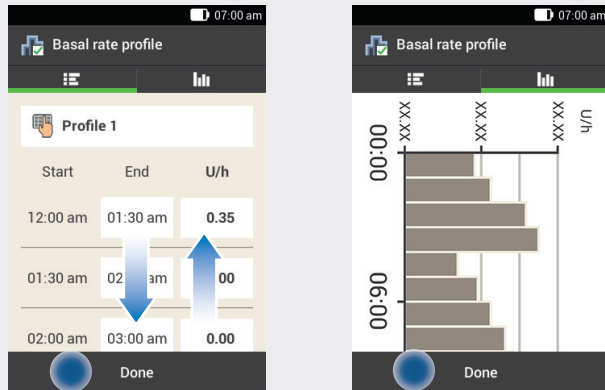 07:00 am
Basal rate profile
Profile 1
Start End U/h
12:00 am 01:30 am 0.35
01:30 am 02 am 00
02:00 am 03:00 am 0.00
Done
07:00 am
Basal rate profile
XX.XX XX.XX XX.XX U/h
00:00
06:00
Done